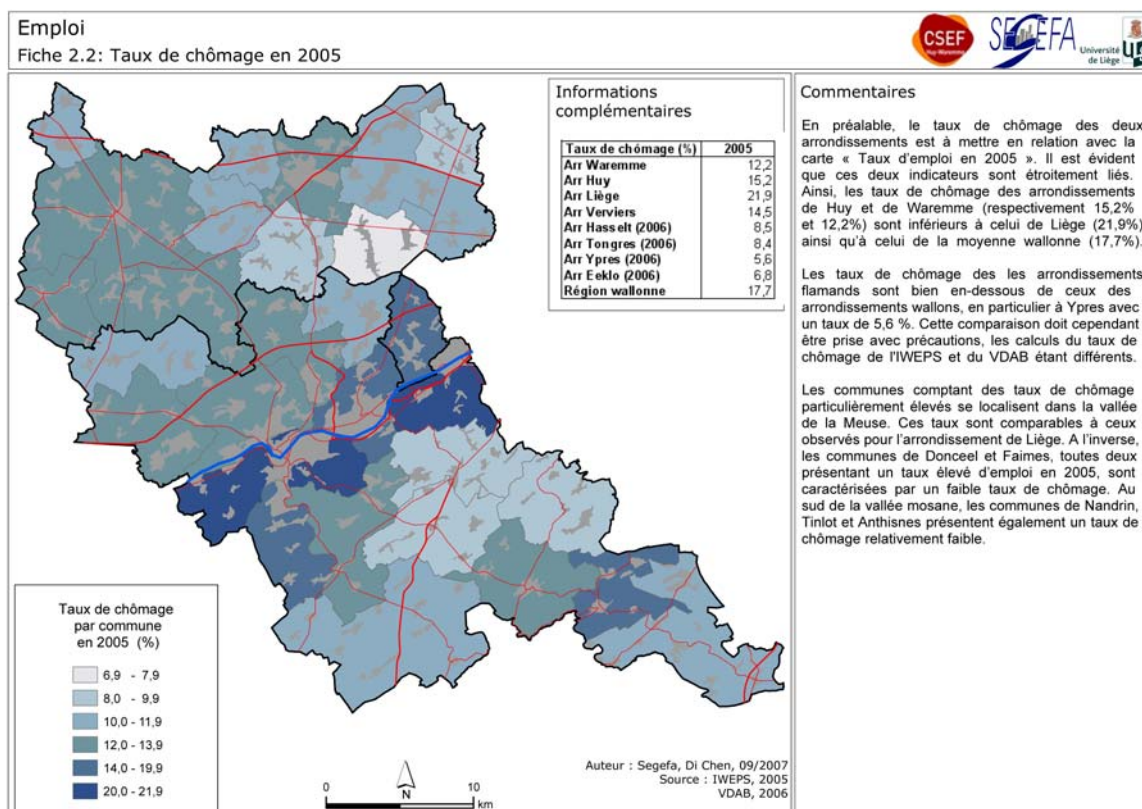 Emploi
Fiche 2.2: Taux de chômage en 2005
CSEF
Huy-Waremme
SEGEFA
Université
de Liège
Informations
complémentaires
Taux de chômage (%) 2005
Arr Waremme 12,2
Arr Huy 15,2
Arr Liège 21,9
Arr Verviers 14,5
Arr Hasselt (2006) 8,5
Arr Tongres (2006) 8,4
Arr Ypres (2006) 5,6
Arr Eeklo (2006) 6,8
Région wallonne 17,7
Commentaires
En préalable, le taux de chômage des deux
arrondissements est à mettre en relation avec la
carte « Taux d'emploi en 2005 ». Il est évident
que ces deux indicateurs sont étroitement liés.
Ainsi, les taux de chômage des arrondissements
de Huy et de Waremme (respectivement 15,2%
et 12,2%) sont inférieurs à celui de Liège (21,9%)
ainsi qu'à celui de la moyenne wallonne (17,7%).
Les taux de chômage des les arrondissements
flamands sont bien en-dessous de ceux des
arrondissements wallons, en particulier à Ypres avec
un taux de 5,6 %. Cette comparaison doit cependant
être prise avec précautions, les calculs du taux de
chômage de l'IWEPS et du VDAB étant différents.
Les communes comptant des taux de chômage
particulièrement élevés se localisent dans la vallée
de la Meuse. Ces taux sont comparables à ceux
observés pour l'arrondissement de Liège. A l'inverse,
les communes de Donceel et Faimes, toutes deux
présentant un taux élevé d'emploi en 2005, sont
caractérisées par un faible taux de chômage. Au
sud de la vallée mosane, les communes de Nandrin,
Tinlot et Anthisnes présentent également un taux de
chômage relativement faible.
Taux de chômage
par commune
en 2005 (%)
6,9 - 7,9
8,0 - 9,9
10,0 - 11,9
12,0 - 13,9
14,0 - 19,9
20,0 - 21,9
0 N 10
km
Auteur : Segefa, Di Chen, 09/2007
Source : IWEPS, 2005
VDAB, 2006